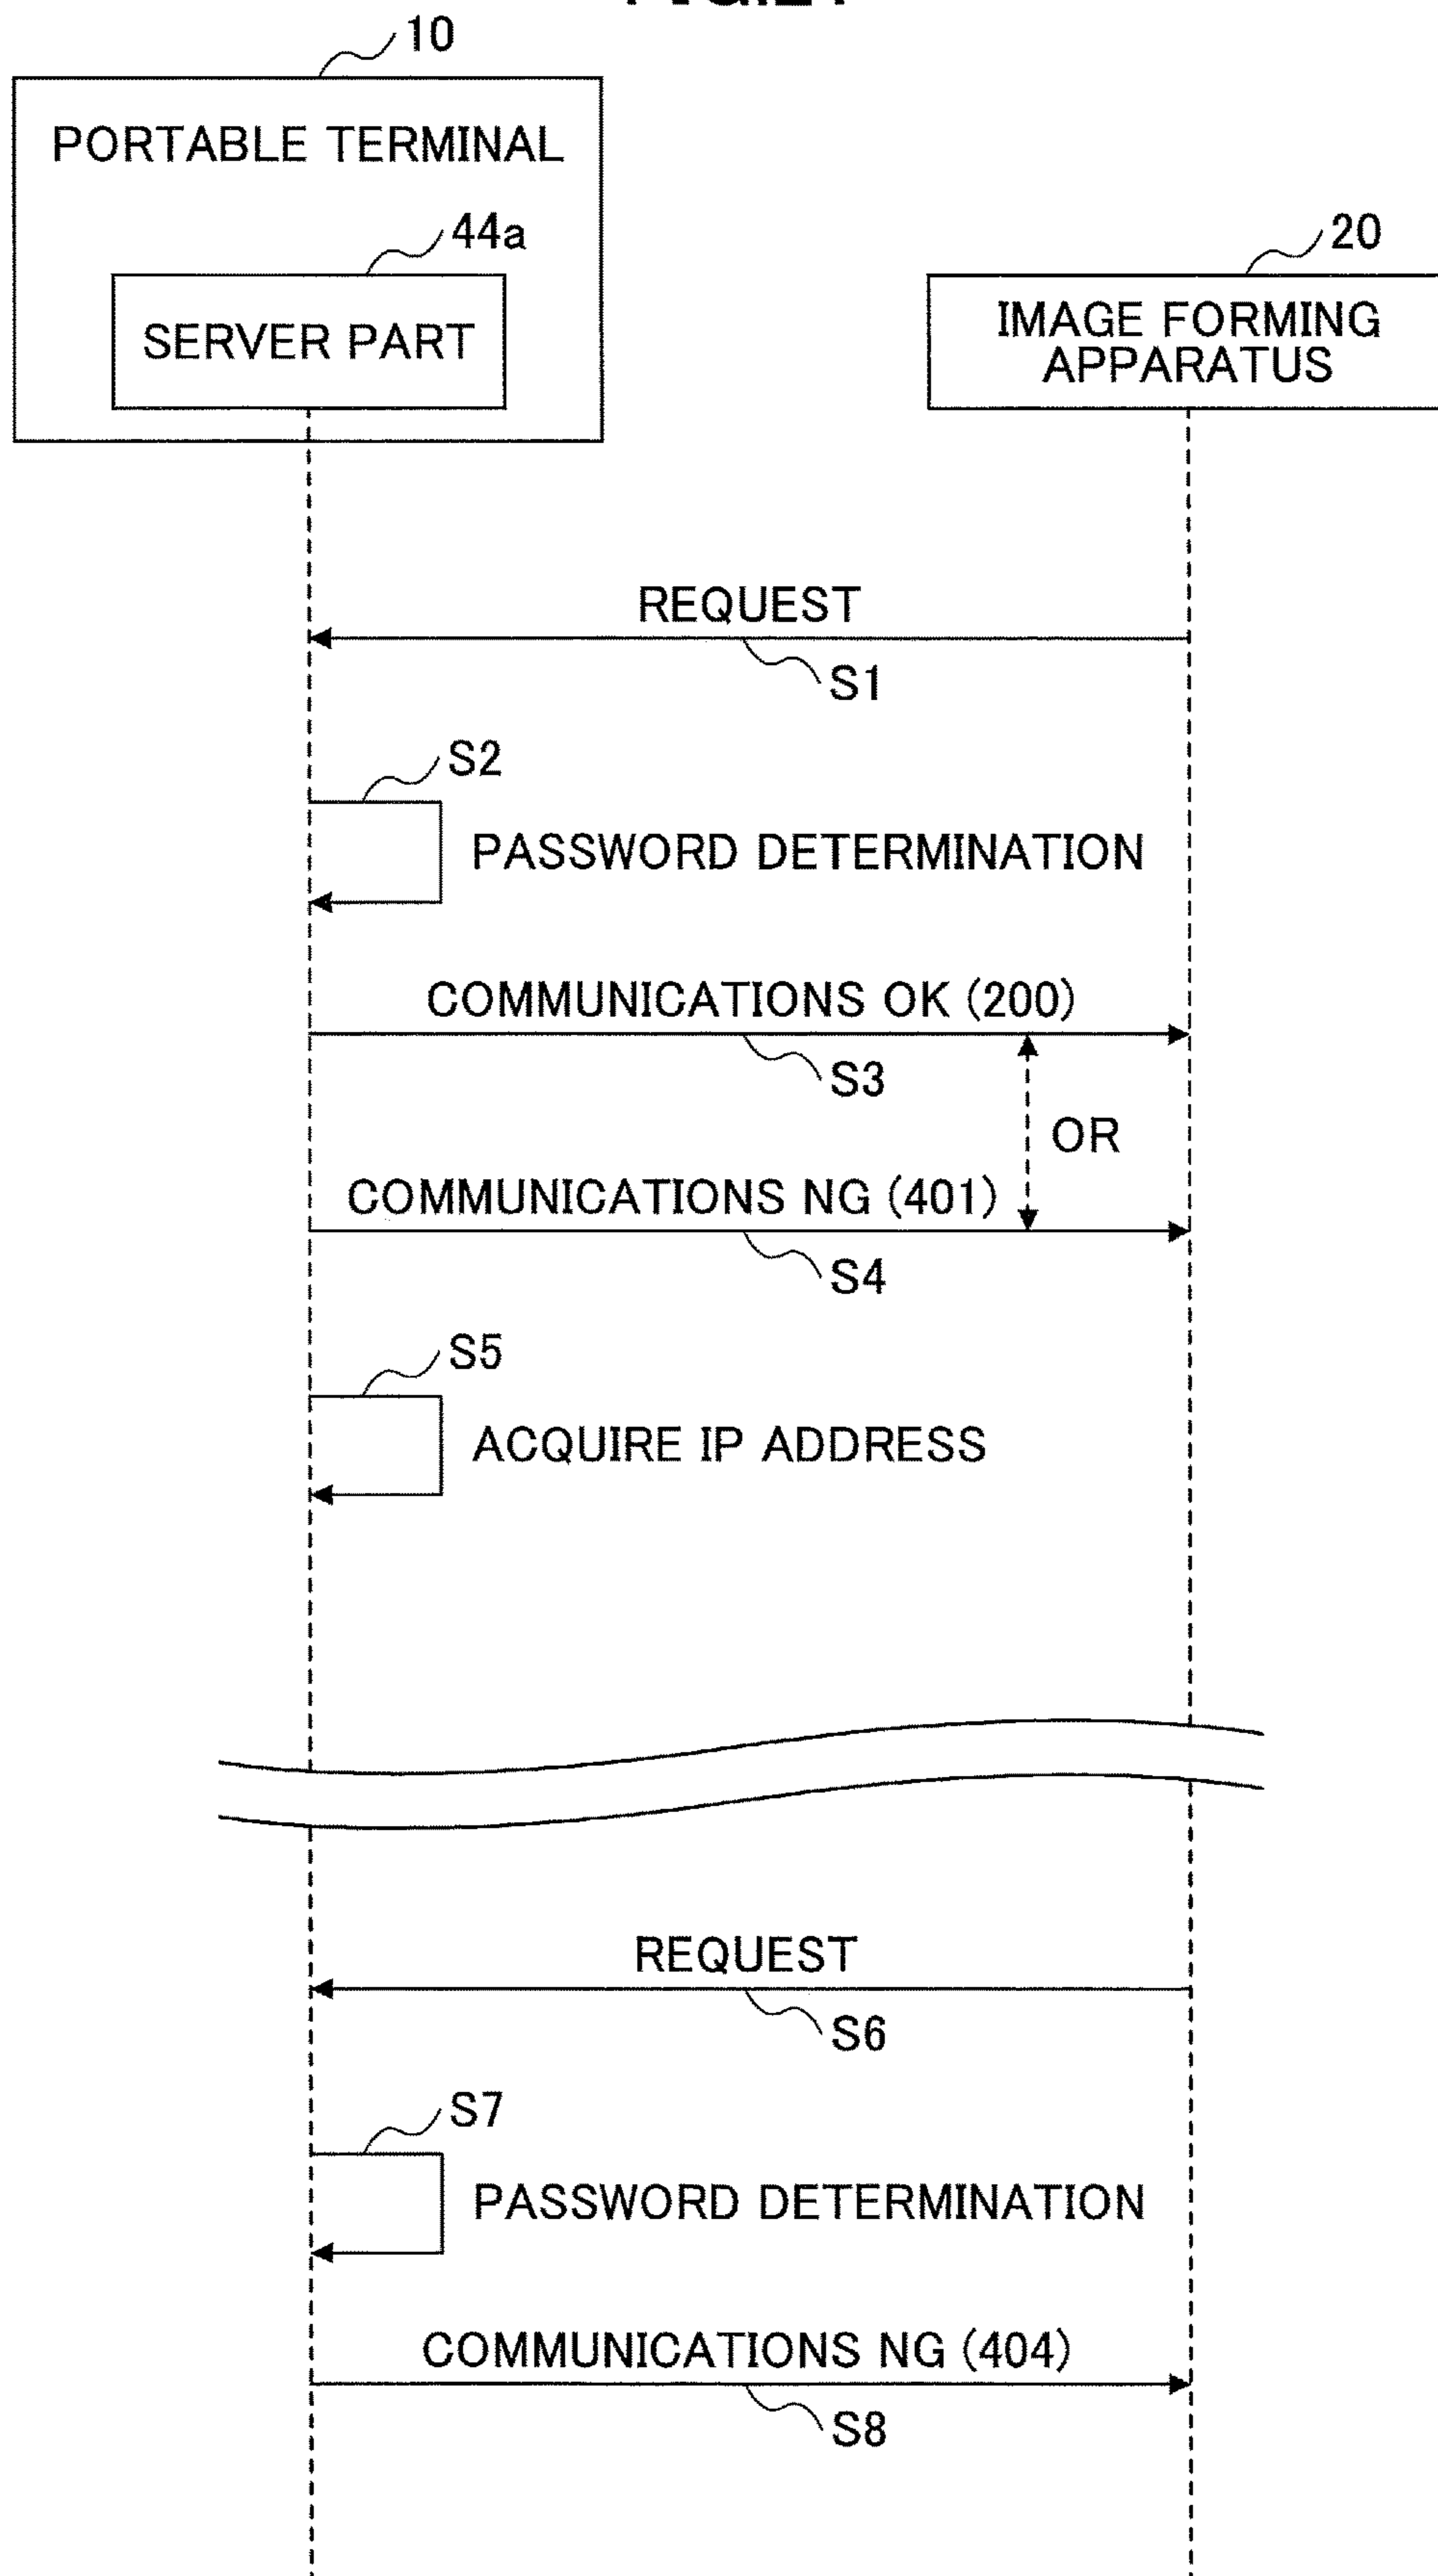 10
PORTABLE TERMINAL
44a
SERVER PART
20
IMAGE FORMING
APPARATUS
REQUEST
S1
S2
PASSWORD DETERMINATION
COMMUNICATIONS OK (200)
S3
OR
COMMUNICATIONS NG (401)
S4
S5
ACQUIRE IP ADDRESS
REQUEST
S6
S7
PASSWORD DETERMINATION
COMMUNICATIONS NG (404)
S8